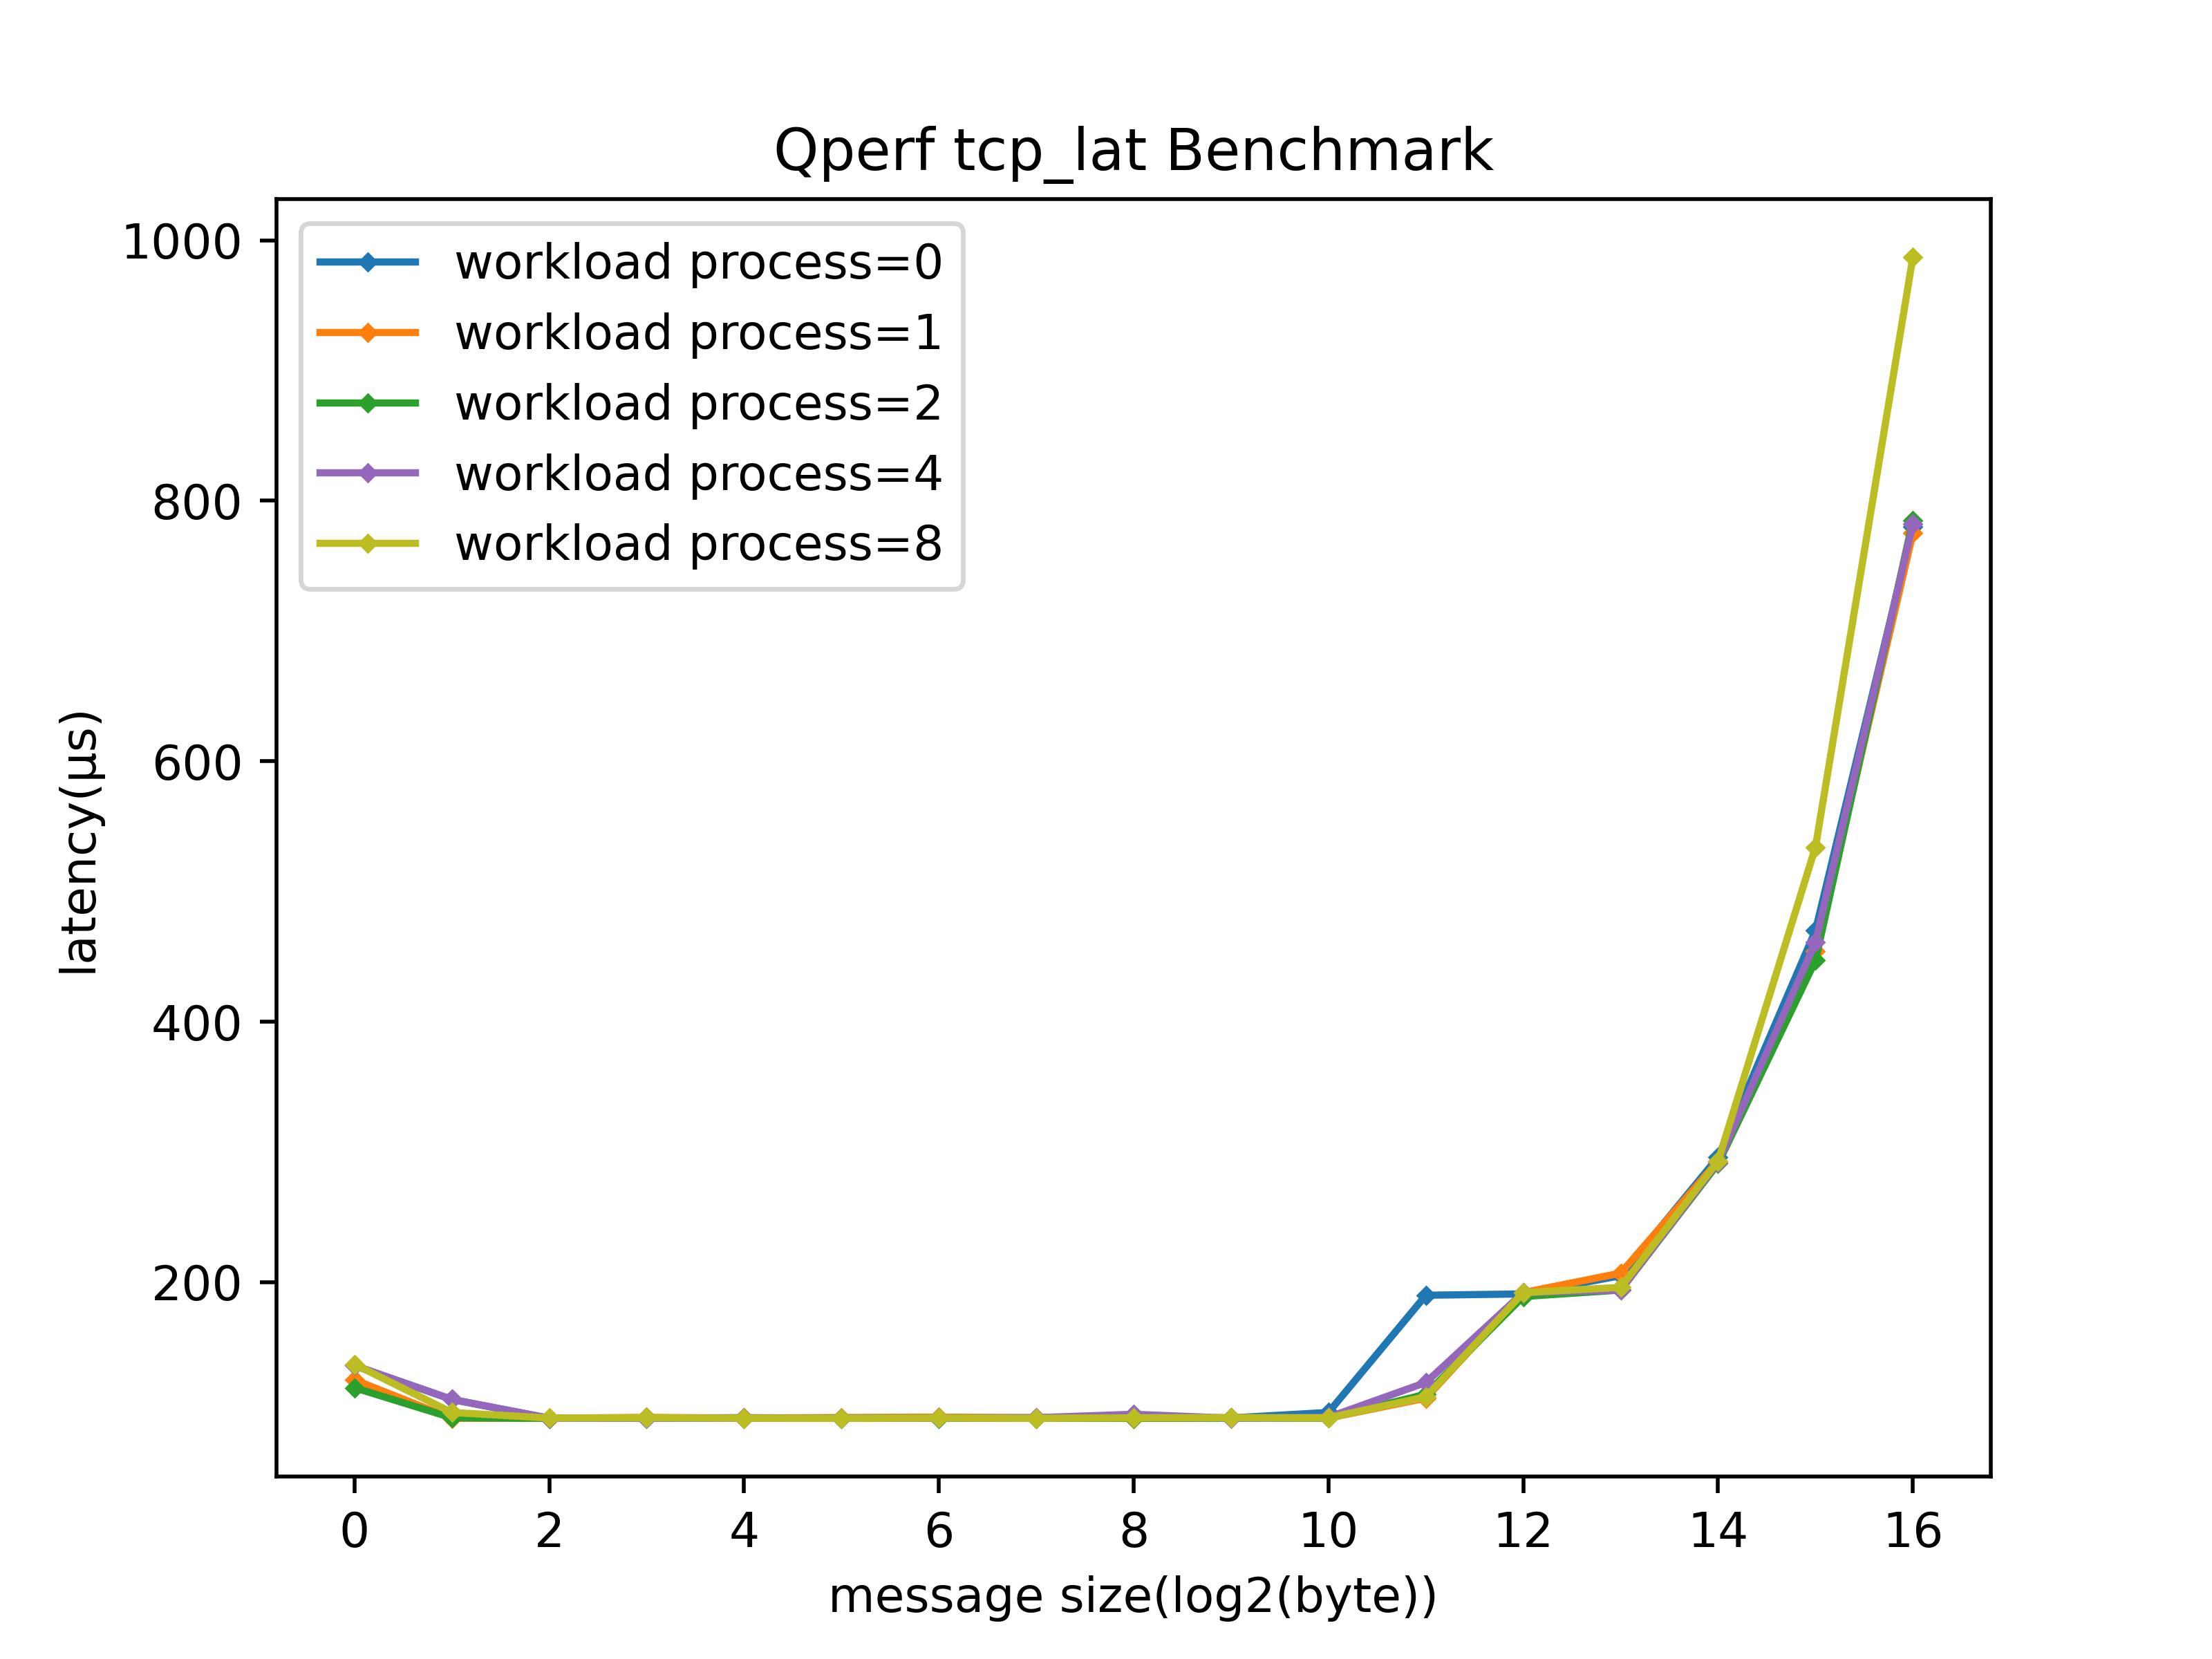 Qperf tcp_lat Benchmark
workload process=0
workload process=1
workload process=2
workload process=4
workload process=8
1000
800
600
400
200
latency(µs)
0 2 4 6 8 10 12 14 16
message size(log2(byte))